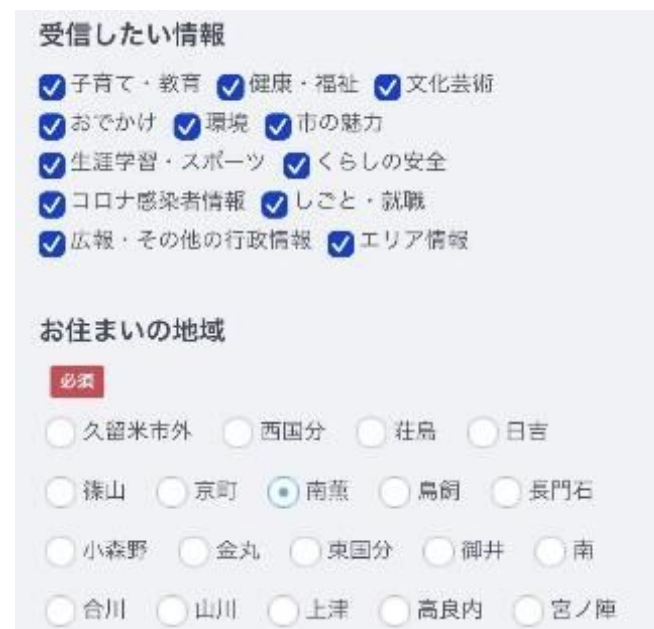 受信したい情報
子育て・教育 健康・福祉 文化芸術
おでかけ 環境 市の魅力
生涯学習・スポーツ くらしの安全
コロナ感染者情報 しごと・就職
広報・その他の行政情報 エリア情報
お住まいの地域
必須
久留米市外 西国分 荘島 日吉
篠山 京町 南薫 鳥飼 長門石
小森野 金丸 東国分 御井 南
合川 山川 上津 高良内 宮ノ陣